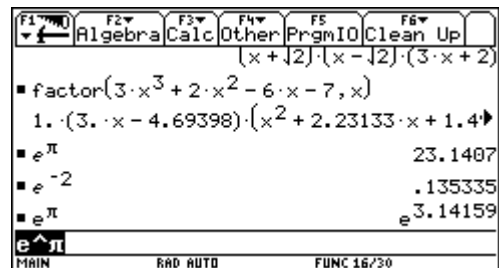 F1 F2 F3 F4 F5 F6
Algebra Calc Other PrgmIO Clean Up
(x + √2)·(x - √2)·(3·x + 2)
factor(3·x³ + 2·x² - 6·x - 7, x)
1.·(3.·x - 4.69398)·(x² + 2.23133·x + 1.4
e^π 23.1407
e^-2 .135335
e^π e^3.14159
e^π
MAIN RAD AUTO FUNC 16/30